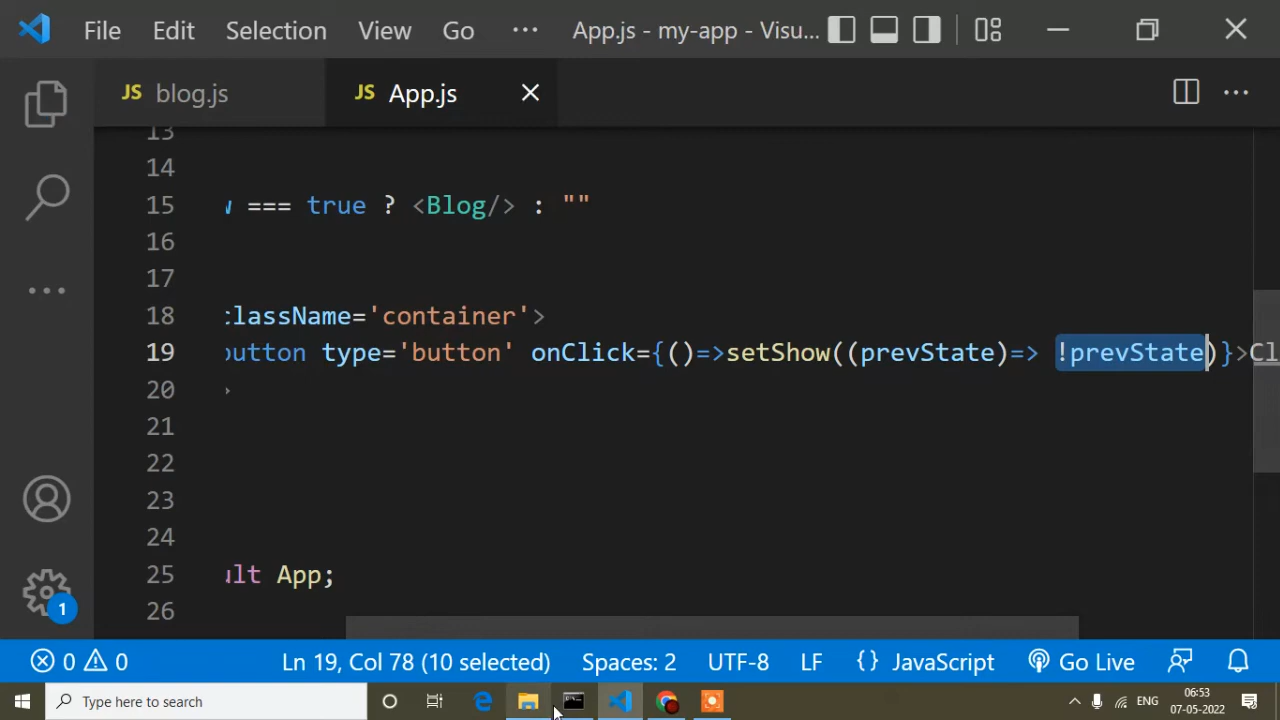 File Edit Selection View Go ··· App.js - my-app - Visu...
JS blog.js JS App.js
13
14
15 === true ? <Blog/> : ""
16
17
18 className='container'>
19 button type='button' onClick={()=>setShow((prevState)=> !prevState)}>Cl
20 >
21
22
23
24
25 ult App;
26
1
0 0 Ln 19, Col 78 (10 selected) Spaces: 2 UTF-8 LF {} JavaScript Go Live
Type here to search ENG 06:53
07-05-2022